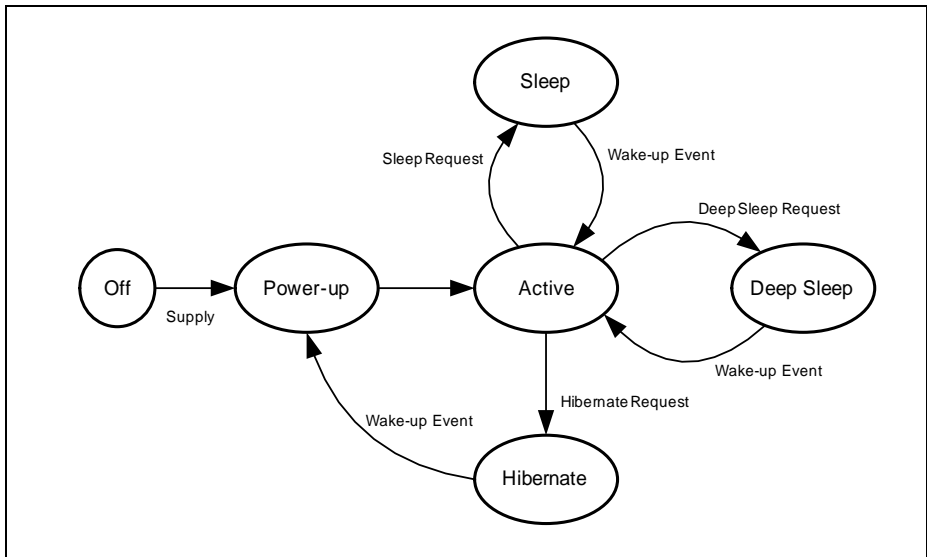 Sleep
Sleep Request
Wake-up Event
Deep Sleep Request
Off
Supply
Power-up
Active
Deep Sleep
Wake-up Event
Hibernate Request
Wake-up Event
Hibernate